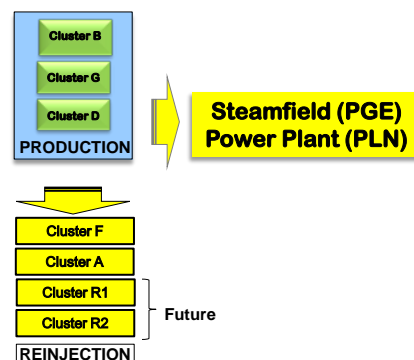 Cluster B
Cluster G
Cluster D
PRODUCTION
Steamfield (PGE)
Power Plant (PLN)
Cluster F
Cluster A
Cluster R1
Cluster R2
Future
REINJECTION